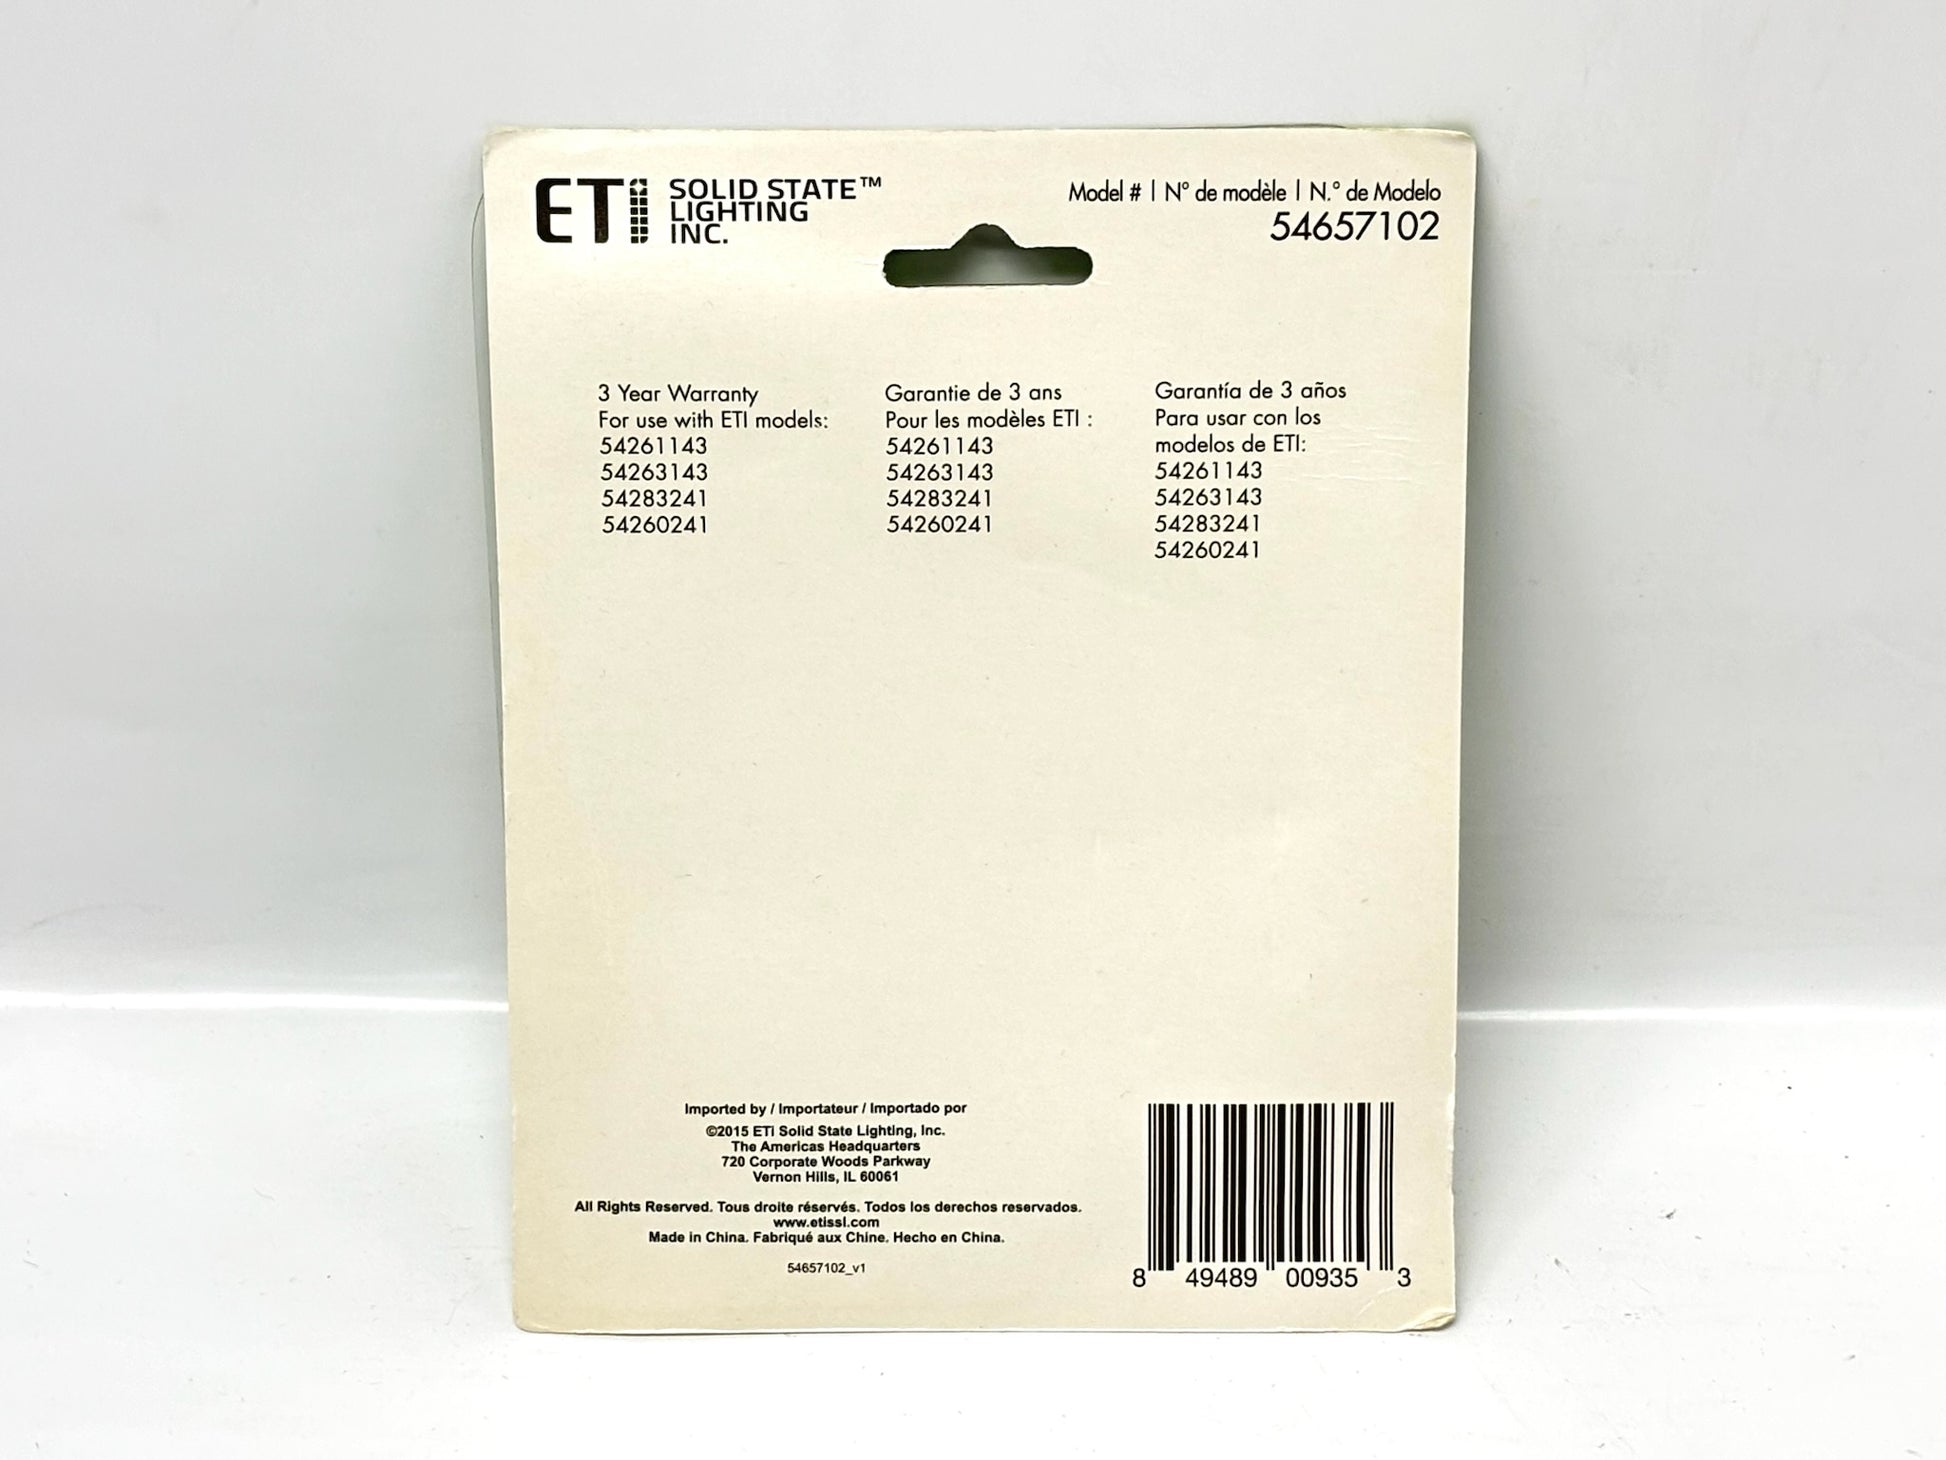 ETi SOLID STATE™
LIGHTING
INC.
Model # | N° de modèle | N.° de Modelo
54657102
3 Year Warranty
For use with ETI models:
54261143
54263143
54283241
54260241
Garantie de 3 ans
Pour les modèles ETI :
54261143
54263143
54283241
54260241
Garantía de 3 años
Para usar con los
modelos de ETI:
54261143
54263143
54283241
54260241
Imported by / Importateur / Importado por
©2015 ETi Solid State Lighting, Inc.
The Americas Headquarters
720 Corporate Woods Parkway
Vernon Hills, IL 60061
All Rights Reserved. Tous droite réservés. Todos los derechos reservados.
www.etissl.com
Made in China. Fabriqué aux Chine. Hecho en China.
54657102_v1
8 49489 00935 3